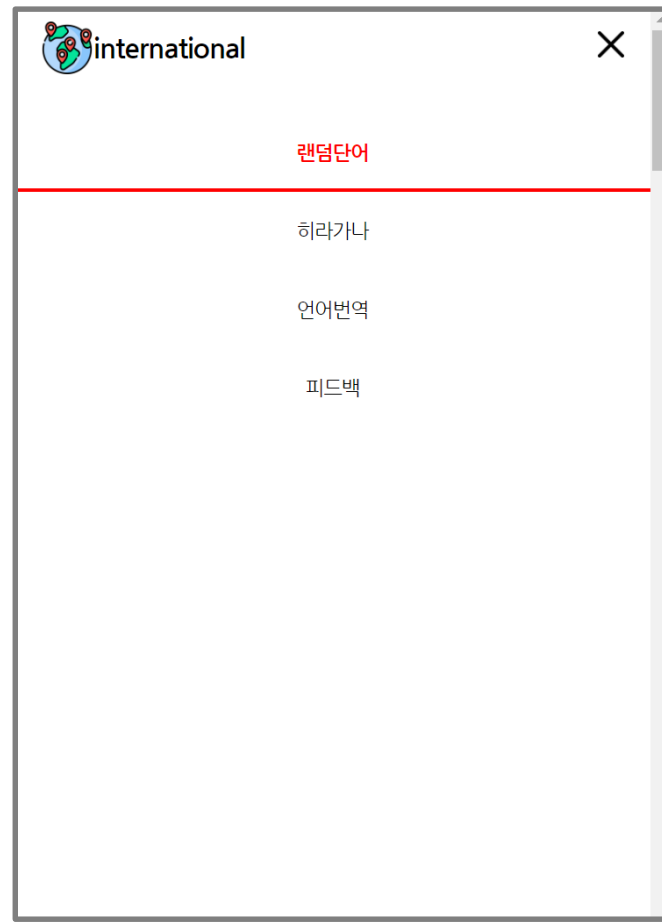 international
랜덤단어
히라가나
언어번역
피드백